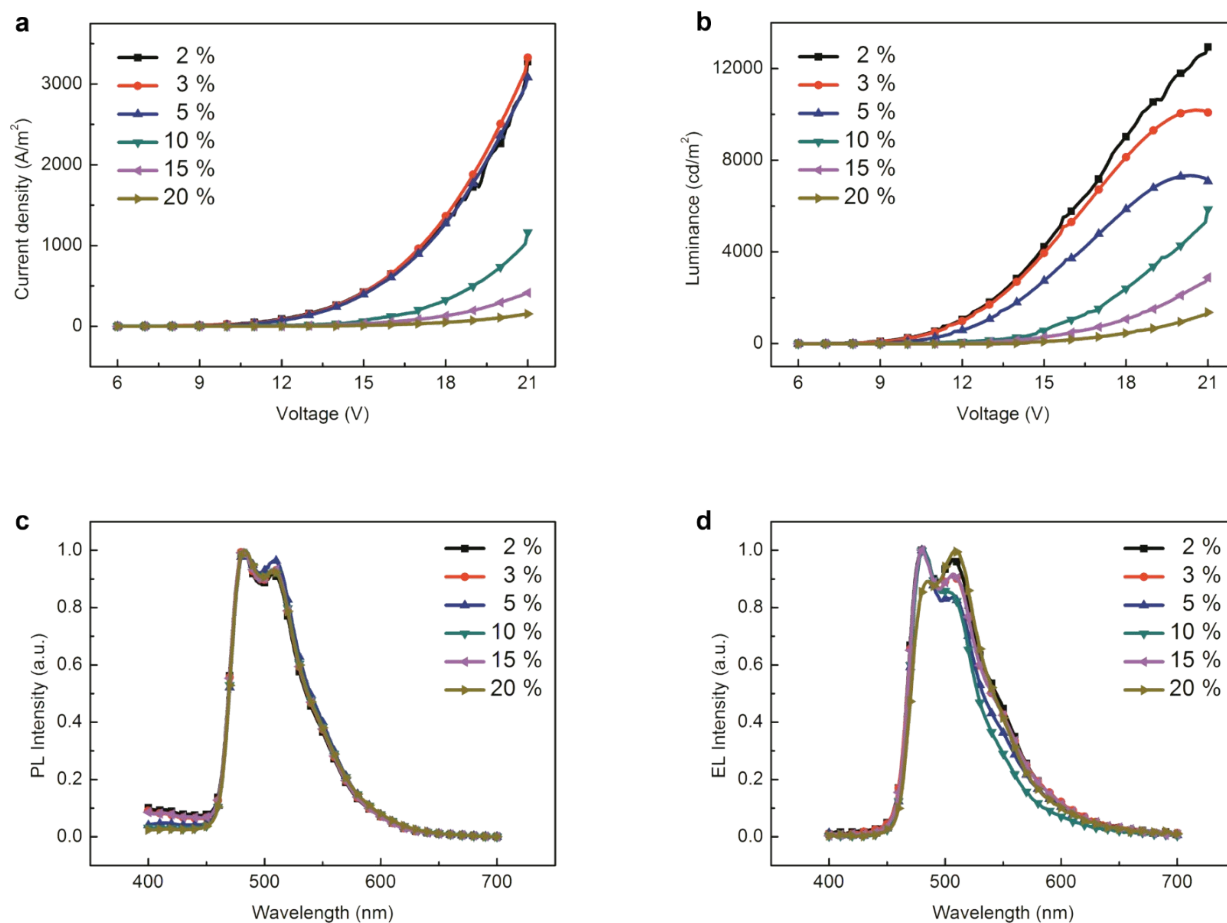 a
Current density (A/m²)
3000
2000
1000
0
2 %
3 %
5 %
10 %
15 %
20 %
6 9 12 15 18 21
Voltage (V)
b
Luminance (cd/m²)
12000
8000
4000
0
2 %
3 %
5 %
10 %
15 %
20 %
6 9 12 15 18 21
Voltage (V)
c
PL Intensity (a.u.)
1.0
0.8
0.6
0.4
0.2
0.0
2 %
3 %
5 %
10 %
15 %
20 %
400 500 600 700
Wavelength (nm)
d
EL Intensity (a.u.)
1.0
0.8
0.6
0.4
0.2
0.0
2 %
3 %
5 %
10 %
15 %
20 %
400 500 600 700
Wavelength (nm)